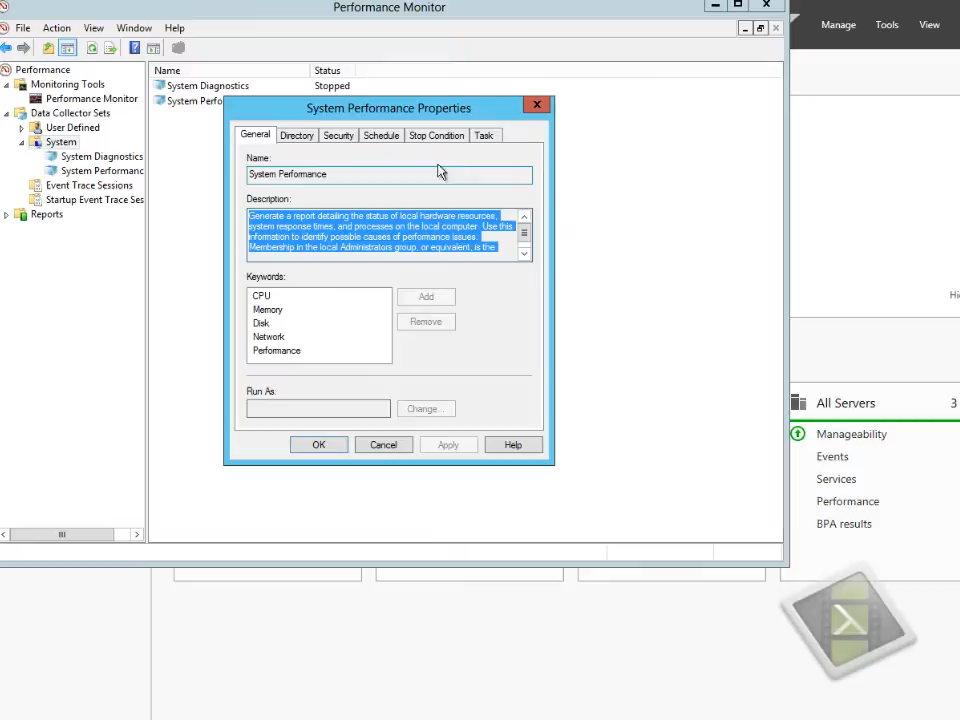 Performance Monitor
File Action View Window Help
Manage Tools View
Performance
Monitoring Tools
Performance Monitor
Data Collector Sets
User Defined
System
System Diagnostics
System Performanc
Event Trace Sessions
Startup Event Trace Ses
Reports
Name Status
System Diagnostics Stopped
System Perfo
System Performance Properties
General Directory Security Schedule Stop Condition Task
Name:
System Performance
Description:
Generate a report detailing the status of local hardware resources,
system response times, and processes on the local computer. Use this
information to identify possible causes of performance issues.
Membership in the local Administrators group, or equivalent, is the
Keywords:
CPU
Memory
Disk
Network
Performance
Add
Remove
Run As:
Change...
OK Cancel Apply Help
Hi
All Servers 3
Manageability
Events
Services
Performance
BPA results